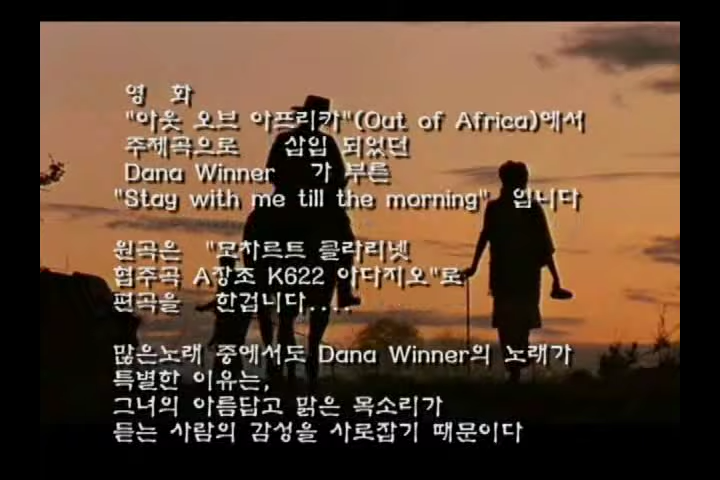 영 화
"아웃 오브 아프리카"(Out of Africa)에서
주제곡으로 삽입 되었던
Dana Winner 가 부른
"Stay with me till the morning" 입니다
원곡은 "모차르트 클라리넷
협주곡 A장조 K622 아다지오"로
편곡을 한겁니다....
많은노래 중에서도 Dana Winner의 노래가
특별한 이유는,
그녀의 아름답고 맑은 목소리가
듣는 사람의 감성을 사로잡기 때문이다